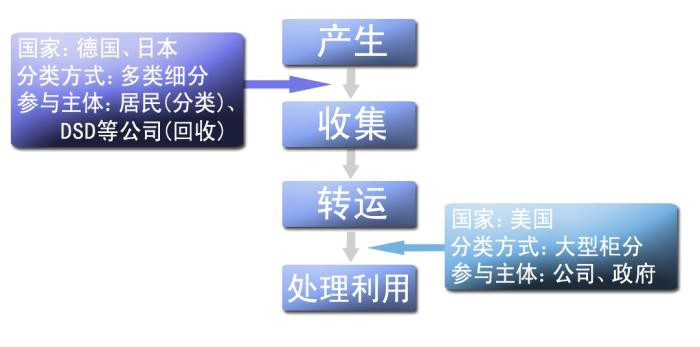 国家：德国、日本
分类方式：多类细分
参与主体：居民(分类)、
DSD等公司(回收)
产生
收集
转运
处理利用
国家：美国
分类方式：大型柜分
参与主体：公司、政府